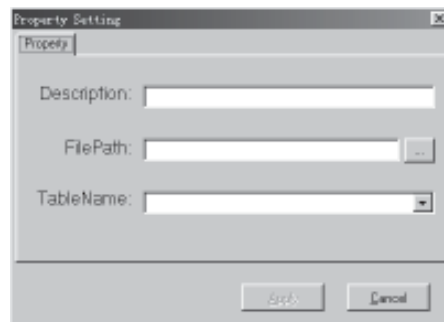 Property Setting
Property
Description:
FilePath:
...
TableName:
Apply
Cancel